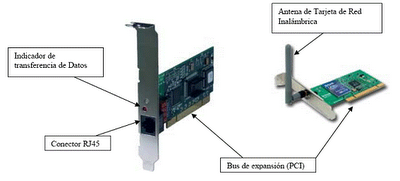 Antena de Tarjeta de Red
Inalámbrica
Indicador de
transferencia de Datos
Conector RJ45
Bus de expansión (PCI)